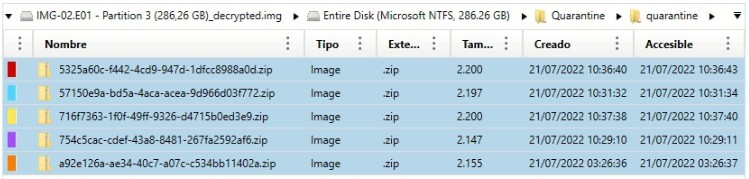 IMG-02.E01 - Partition 3 (286,26 GB)_decrypted.img Entire Disk (Microsoft NTFS, 286.26 GB) Quarantine quarantine
Nombre Tipo Exte... Tam... Creado Accesible
5325a60c-f442-4cd9-947d-1dfcc8988a0d.zip Image .zip 2.200 21/07/2022 10:36:40 21/07/2022 10:36:43
57150e9a-bd5a-4aca-acea-9d966d03f772.zip Image .zip 2.197 21/07/2022 10:31:32 21/07/2022 10:31:34
716f7363-1f0f-49ff-9326-d4715b0ed3e9.zip Image .zip 2.200 21/07/2022 10:37:38 21/07/2022 10:37:40
754c5cac-cdef-43a8-8481-267fa2592af6.zip Image .zip 2.147 21/07/2022 10:29:10 21/07/2022 10:29:11
a92e126a-ae34-40c7-a07c-c534bb11402a.zip Image .zip 2.155 21/07/2022 03:26:36 21/07/2022 03:26:37